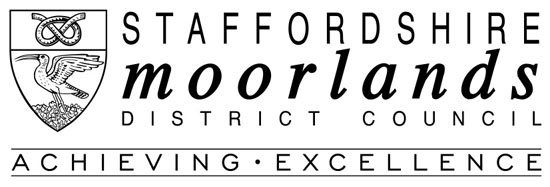 STAFFORDSHIRE
moorlands
DISTRICT COUNCIL
ACHIEVING · EXCELLENCE